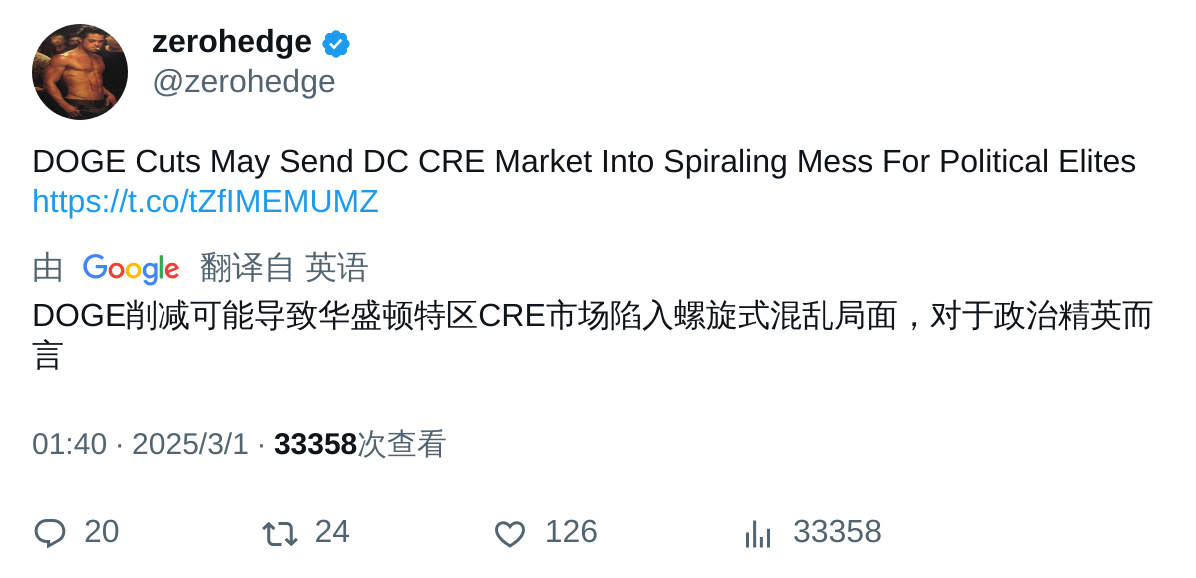 zerohedge
@zerohedge
DOGE Cuts May Send DC CRE Market Into Spiraling Mess For Political Elites
https://t.co/tZfIMEMUMZ
由 Google 翻译自 英语
DOGE削减可能导致华盛顿特区CRE市场陷入螺旋式混乱局面，对于政治精英而
言
01:40 · 2025/3/1 · 33358次查看
20 24 126 33358